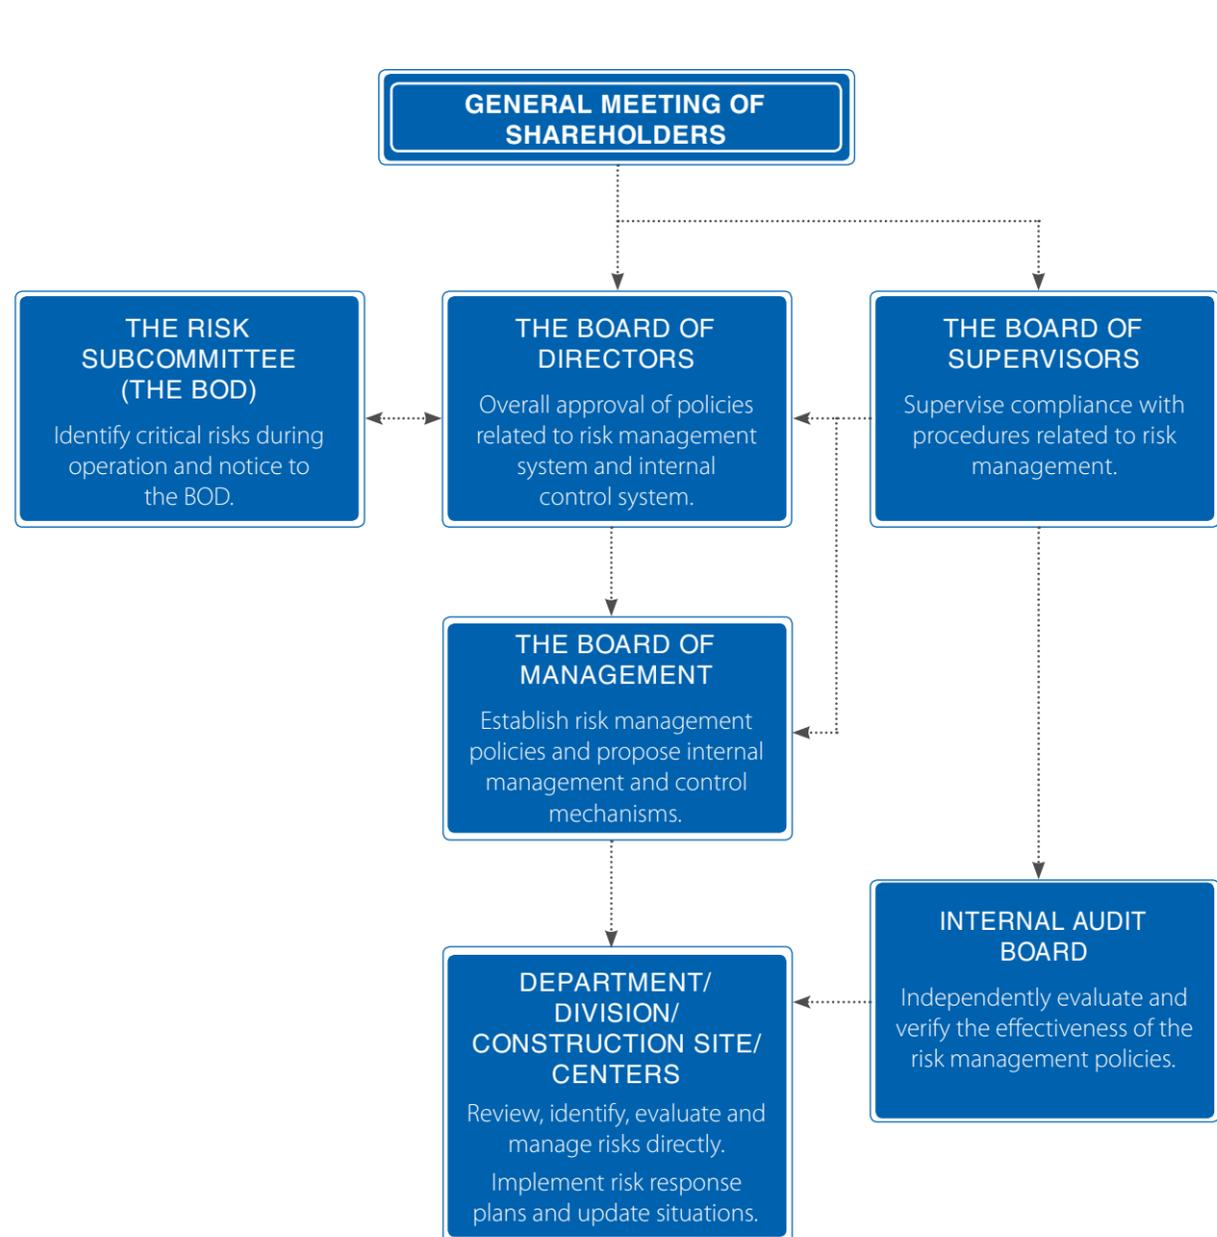 GENERAL MEETING OF
SHAREHOLDERS
THE RISK
SUBCOMMITTEE
(THE BOD)
Identify critical risks during
operation and notice to
the BOD.
THE BOARD OF
DIRECTORS
Overall approval of policies
related to risk management
system and internal
control system.
THE BOARD OF
SUPERVISORS
Supervise compliance with
procedures related to risk
management.
THE BOARD OF
MANAGEMENT
Establish risk management
policies and propose internal
management and control
mechanisms.
INTERNAL AUDIT
BOARD
Independently evaluate and
verify the effectiveness of the
risk management policies.
DEPARTMENT/
DIVISION/
CONSTRUCTION SITE/
CENTERS
Review, identify, evaluate and
manage risks directly.
Implement risk response
plans and update situations.